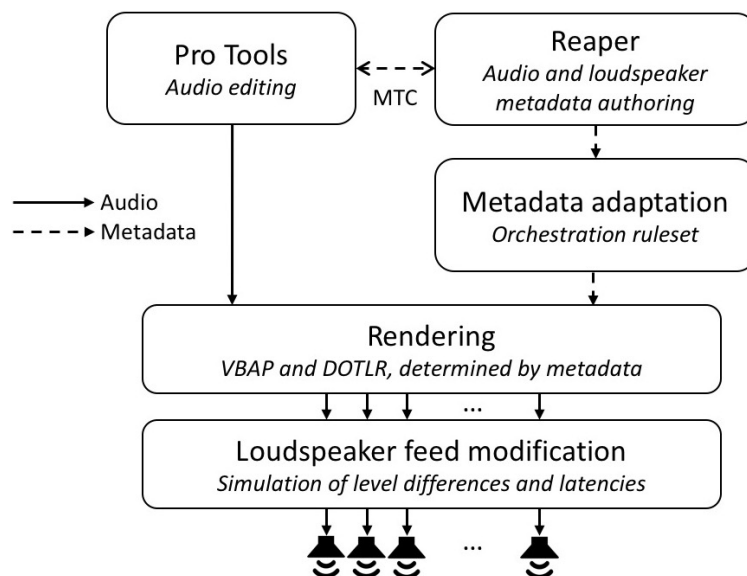 Pro Tools
Audio editing
MTC
Reaper
Audio and loudspeaker
metadata authoring
Audio
Metadata
Metadata adaptation
Orchestration ruleset
Rendering
VBAP and DOTLR, determined by metadata
...
Loudspeaker feed modification
Simulation of level differences and latencies
...